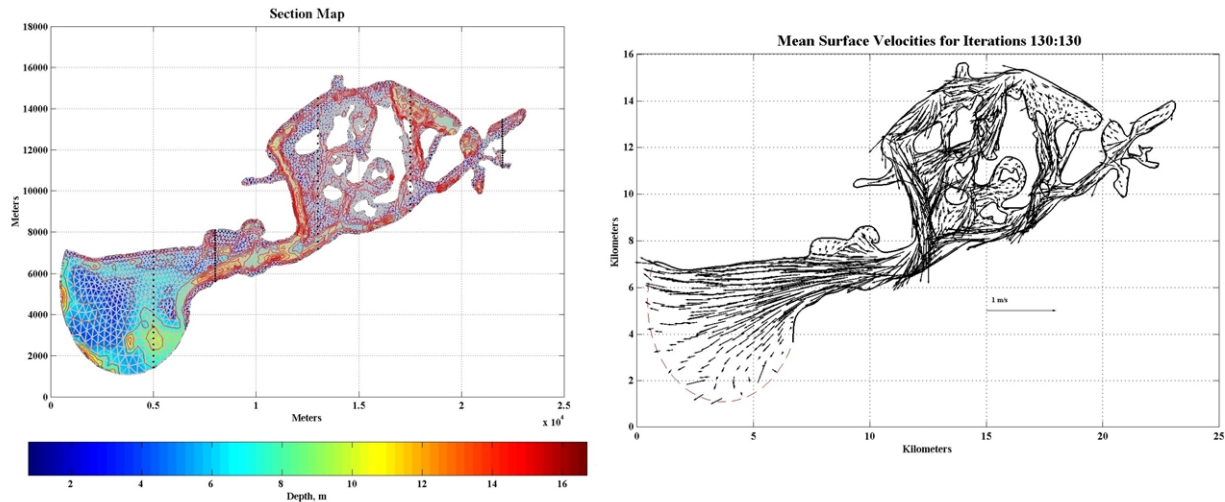 Section Map
18000
16000
14000
12000
10000
8000
6000
4000
2000
0
Meters
0 0.5 1 1.5 2 2.5
x 10^4
Meters
2 4 6 8 10 12 14 16
Depth, m
Mean Surface Velocities for Iterations 130:130
16
14
12
10
8
6
4
2
0
Kilometers
1 m/s
0 5 10 15 20 25
Kilometers